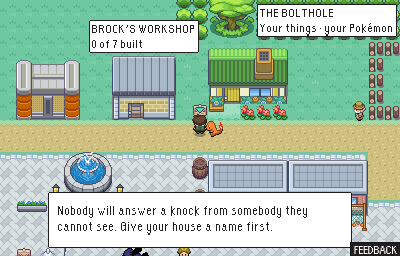 THE BOLTHOLE
Your things · your Pokémon
BROCK'S WORKSHOP
0 of 7 built
Nobody will answer a knock from somebody they
cannot see. Give your house a name first.
FEEDBACK